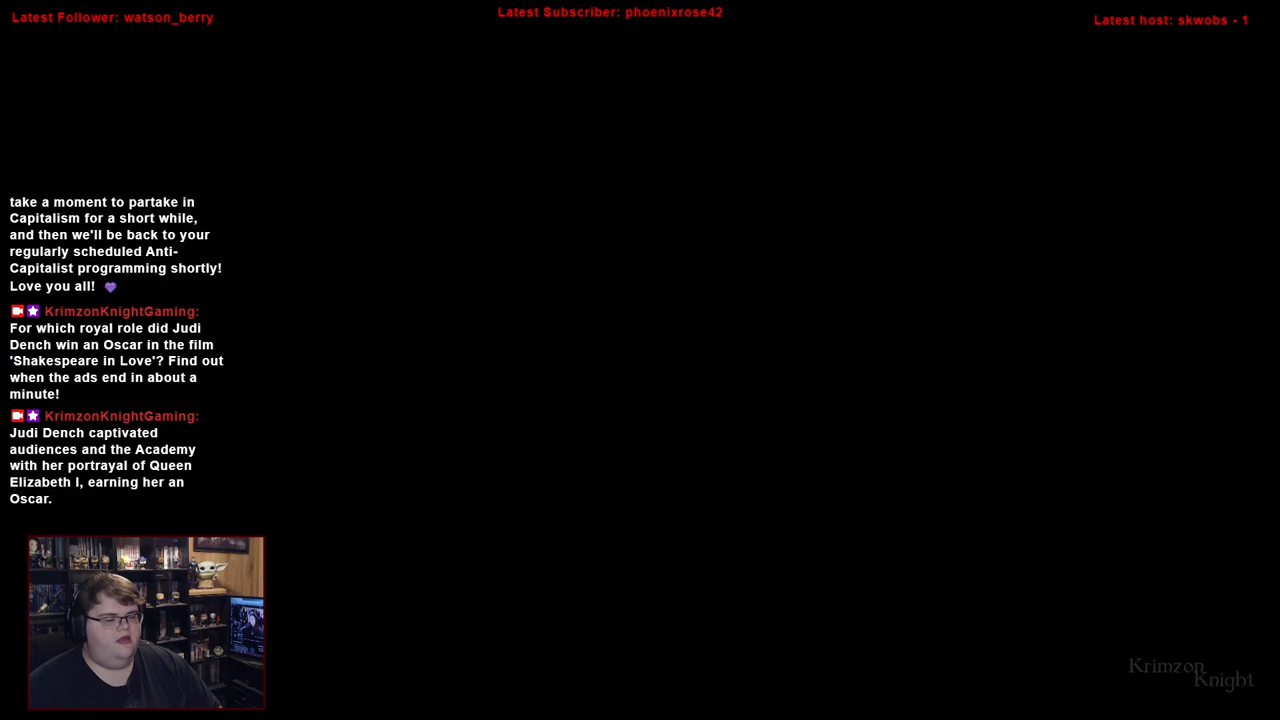 Latest Follower: watson_berry
Latest Subscriber: phoenixrose42
Latest host: skwobs - 1
take a moment to partake in
Capitalism for a short while,
and then we'll be back to your
regularly scheduled Anti-
Capitalist programming shortly!
Love you all! 💜
KrimzonKnightGaming:
For which royal role did Judi
Dench win an Oscar in the film
'Shakespeare in Love'? Find out
when the ads end in about a
minute!
KrimzonKnightGaming:
Judi Dench captivated
audiences and the Academy
with her portrayal of Queen
Elizabeth I, earning her an
Oscar.
Krimzon
Knight